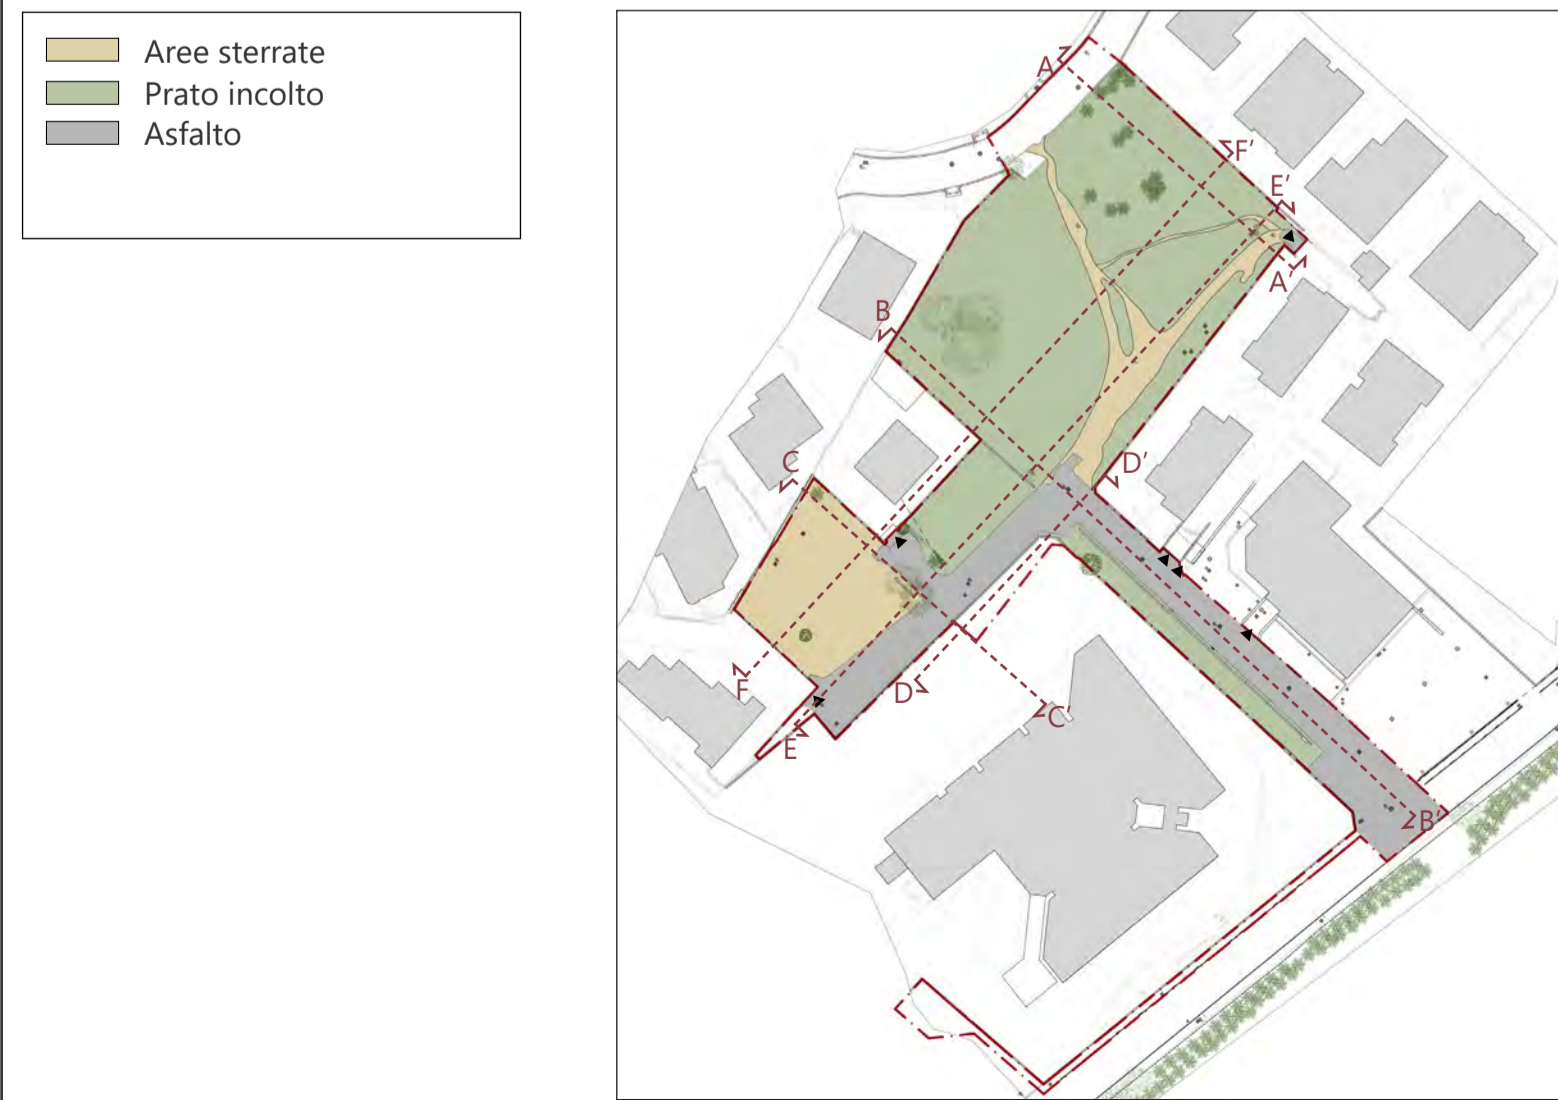 Aree sterrate
Prato incolto
Asfalto
A
F'
E'
A'
B
C
D'
F
D
C'
E
B'